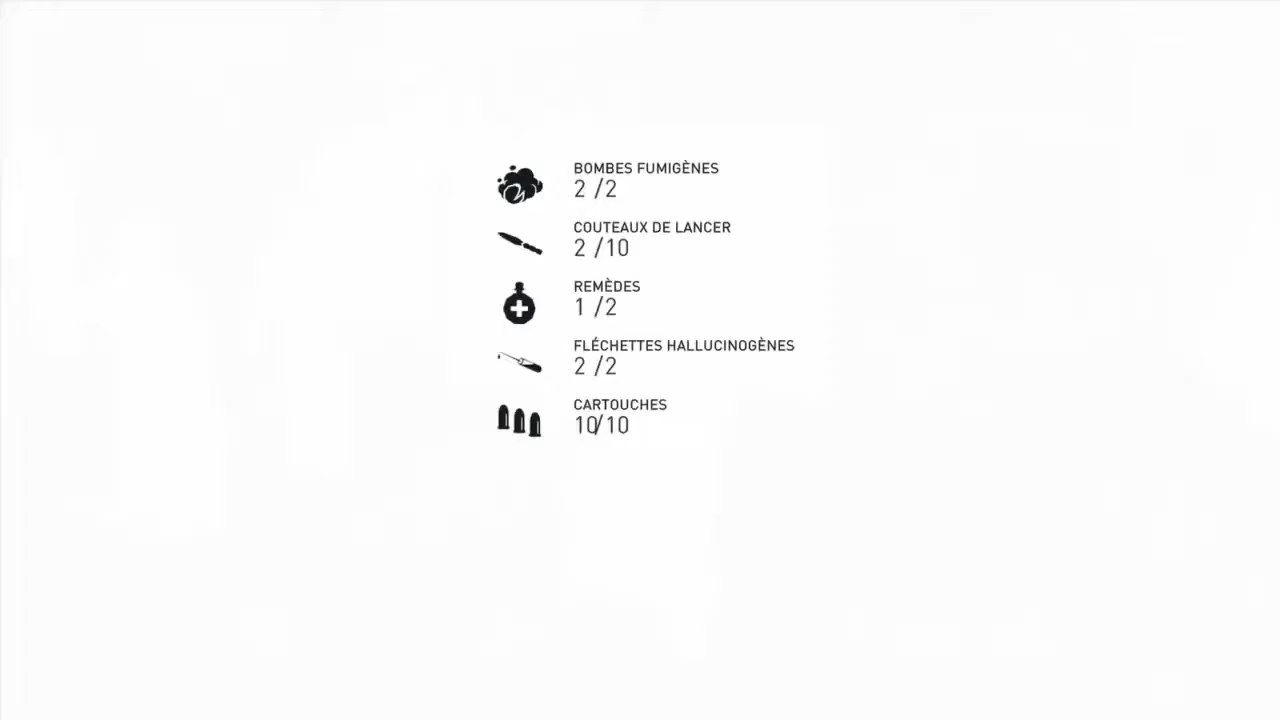 BOMBES FUMIGÈNES
2 /2
COUTEAUX DE LANCER
2 /10
REMÈDES
1 /2
FLÉCHETTES HALLUCINOGÈNES
2 /2
CARTOUCHES
10/10